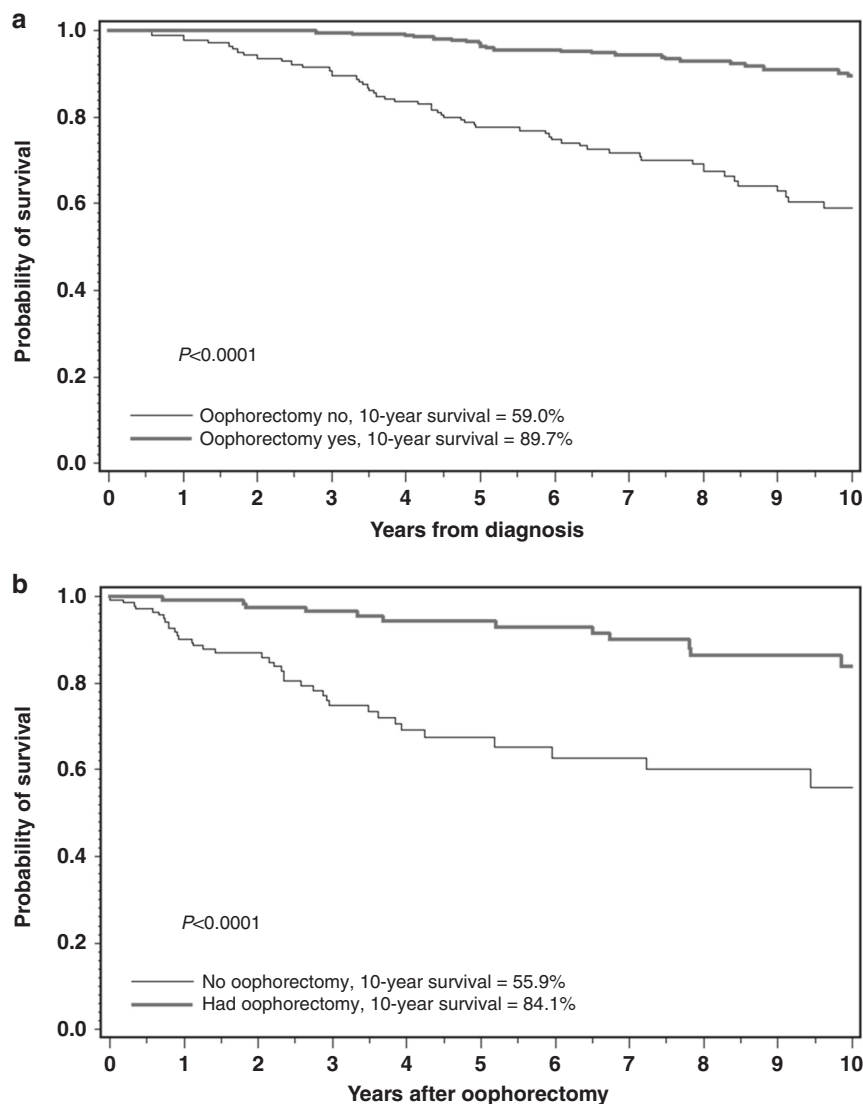 a
1.0
0.8
0.6
0.4
0.2
0.0
Probability of survival
P<0.0001
Oophorectomy no, 10-year survival = 59.0%
Oophorectomy yes, 10-year survival = 89.7%
0 1 2 3 4 5 6 7 8 9 10
Years from diagnosis
b
1.0
0.8
0.6
0.4
0.2
0.0
Probability of survival
P<0.0001
No oophorectomy, 10-year survival = 55.9%
Had oophorectomy, 10-year survival = 84.1%
0 1 2 3 4 5 6 7 8 9 10
Years after oophorectomy